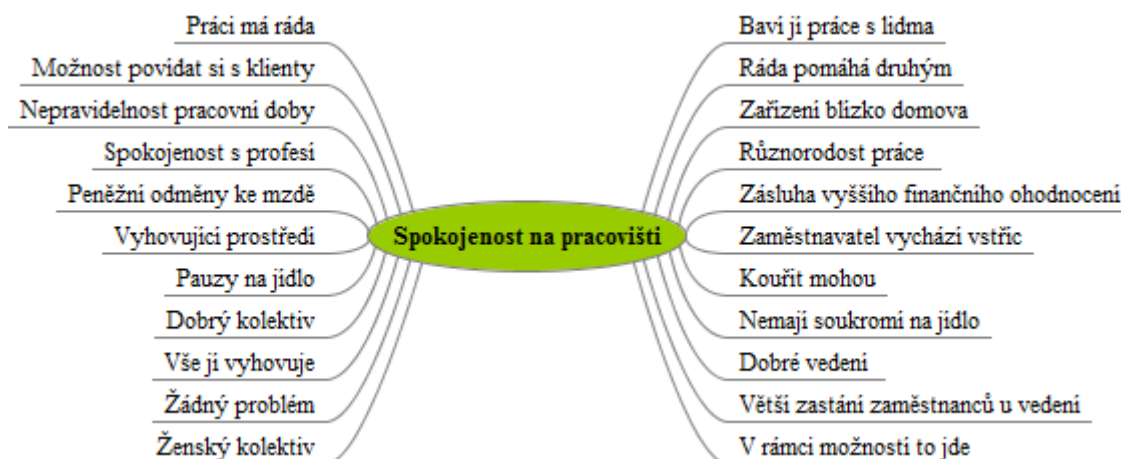 Práci má ráda
Možnost povídat si s klienty
Nepravidelnost pracovní doby
Spokojenost s profesí
Peněžní odměny ke mzdě
Vyhovující prostředí
Pauzy na jídlo
Dobrý kolektiv
Vše jí vyhovuje
Žádný problém
Ženský kolektiv
Spokojenost na pracovišti
Baví jí práce s lidma
Ráda pomáhá druhým
Zařízení blízko domova
Různorodost práce
Zásluha vyššího finančního ohodnocení
Zaměstnavatel vychází vstříc
Kouřit mohou
Nemají soukromí na jídlo
Dobré vedení
Větší zastání zaměstnanců u vedení
V rámci možností to jde